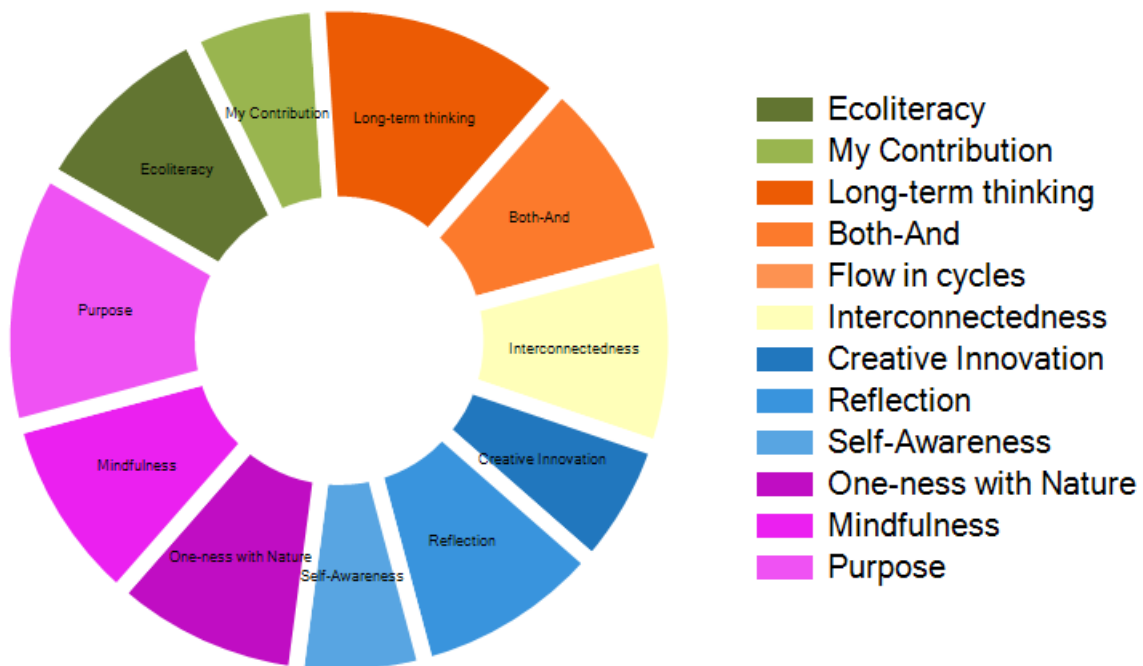 My Contribution
Long-term thinking
Ecoliteracy
Both-And
Purpose
Interconnectedness
Mindfulness
Creative Innovation
One-ness with Nature
Reflection
Self-Awareness
Ecoliteracy
My Contribution
Long-term thinking
Both-And
Flow in cycles
Interconnectedness
Creative Innovation
Reflection
Self-Awareness
One-ness with Nature
Mindfulness
Purpose